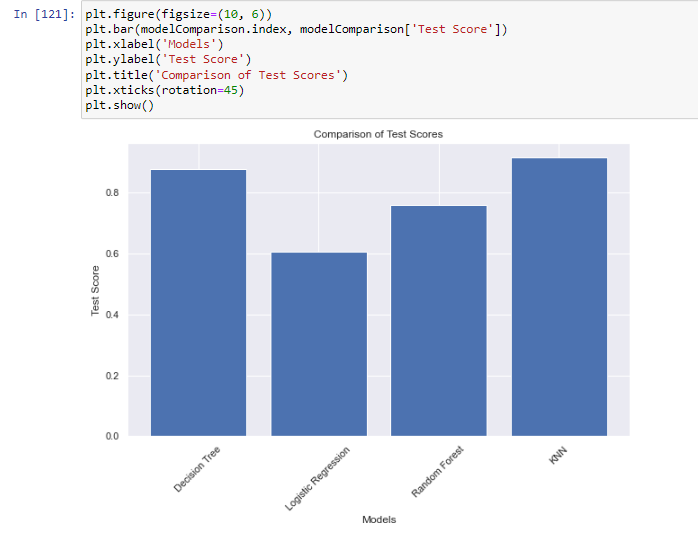 In [121]: plt.figure(figsize=(10, 6))
plt.bar(modelComparison.index, modelComparison['Test Score'])
plt.xlabel('Models')
plt.ylabel('Test Score')
plt.title('Comparison of Test Scores')
plt.xticks(rotation=45)
plt.show()
Comparison of Test Scores
Test Score
0.8
0.6
0.4
0.2
0.0
Decision Tree
Logistic Regression
Random Forest
KNN
Models